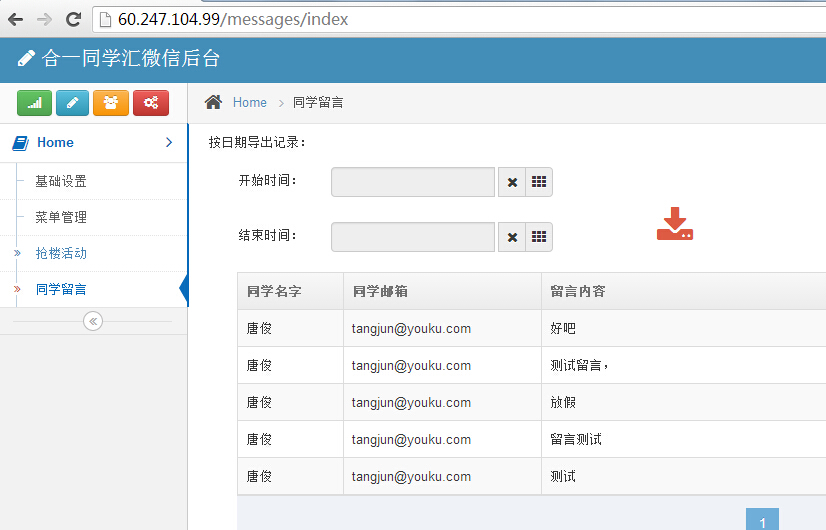 60.247.104.99/messages/index
合一同学汇微信后台
Home > 同学留言
Home
基础设置
菜单管理
抢楼活动
同学留言
按日期导出记录：
开始时间：
结束时间：
同学名字 同学邮箱 留言内容
唐俊 tangjun@youku.com 好吧
唐俊 tangjun@youku.com 测试留言，
唐俊 tangjun@youku.com 放假
唐俊 tangjun@youku.com 留言测试
唐俊 tangjun@youku.com 测试
1